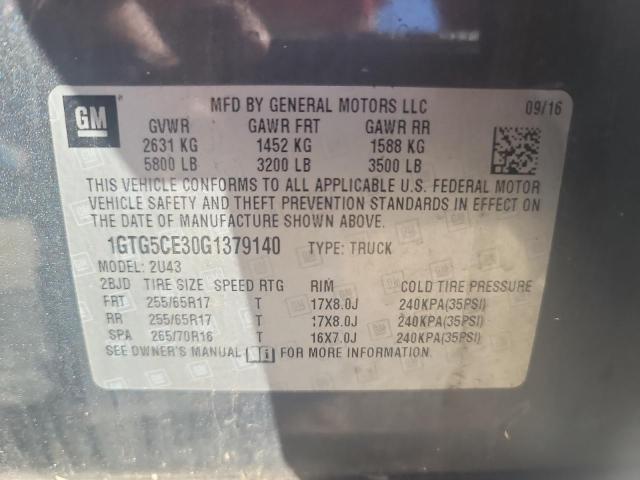 GM
MFD BY GENERAL MOTORS LLC 09/16
GVWR GAWR FRT GAWR RR
2631 KG 1452 KG 1588 KG
5800 LB 3200 LB 3500 LB
THIS VEHICLE CONFORMS TO ALL APPLICABLE U.S. FEDERAL MOTOR
VEHICLE SAFETY AND THEFT PREVENTION STANDARDS IN EFFECT ON
THE DATE OF MANUFACTURE SHOWN ABOVE.
1GTG5CE30G1379140 TYPE: TRUCK
MODEL: 2U43
2BJD TIRE SIZE SPEED RTG RIM COLD TIRE PRESSURE
FRT 255/65R17 T 17X8.0J 240KPA(35PSI)
RR 255/65R17 T 17X8.0J 240KPA(35PSI)
SPA 265/70R16 T 16X7.0J 240KPA(35PSI)
SEE OWNER'S MANUAL FOR MORE INFORMATION.